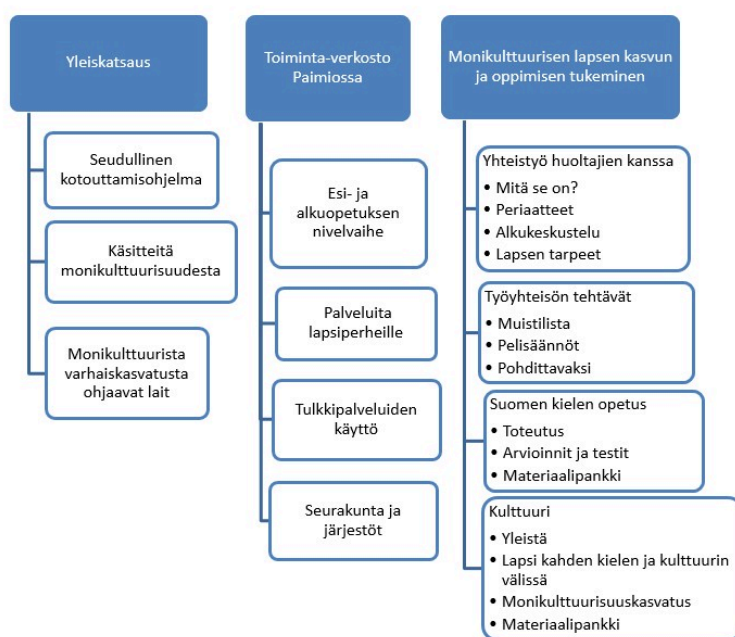 Yleiskatsaus
Seudullinen
kotouttamisohjelma
Käsitteitä
monikulttuurisuudesta
Monikulttuurista
varhaiskasvatusta
ohjaavat lait
Toiminta-verkosto
Paimiossa
Esi- ja
alkuopetuksen
nivelvaihe
Palveluita
lapsiperheille
Tulkkipalveluiden
käyttö
Seurakunta ja
järjestöt
Monikulttuurisen lapsen kasvun
ja oppimisen tukeminen
Yhteistyö huoltajien kanssa
• Mitä se on?
• Periaatteet
• Alkukeskustelu
• Lapsen tarpeet
Työyhteisön tehtävät
• Muistilista
• Pelisäännöt
• Pohdittavaksi
Suomen kielen opetus
• Toteutus
• Arvioinnit ja testit
• Materiaalipankki
Kulttuuri
• Yleistä
• Lapsi kahden kielen ja kulttuurin
välissä
• Monikulttuurisuuskasvatus
• Materiaalipankki